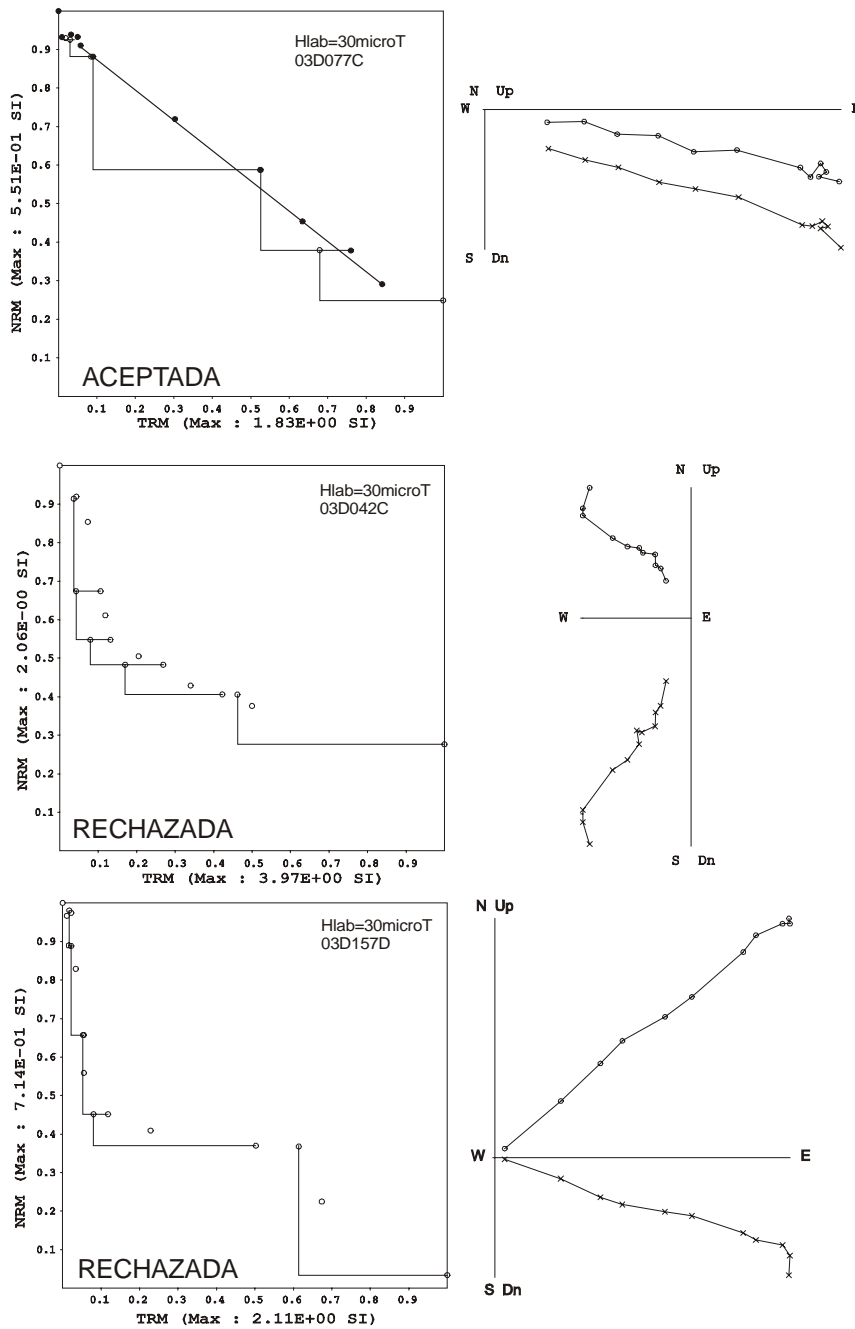 0.9
0.7
0.6
0.5
0.4
0.3
0.2
0.1
NRM (Max : 5.51E-01 SI)
Hlab=30microT
03D077C
ACEPTADA
0.1 0.2 0.3 0.4 0.5 0.6 0.7 0.8 0.9
TRM (Max : 1.83E+00 SI)
N Up
W
S Dn
0.9
0.8
0.7
0.6
0.5
0.4
0.3
0.2
0.1
NRM (Max : 2.06E-00 SI)
Hlab=30microT
03D042C
RECHAZADA
0.1 0.2 0.3 0.4 0.5 0.6 0.7 0.8 0.9
TRM (Max : 3.97E+00 SI)
N Up
W E
S Dn
0.9
0.8
0.7
0.6
0.5
0.4
0.3
0.2
0.1
NRM (Max : 7.14E-01 SI)
Hlab=30microT
03D157D
RECHAZADA
0.1 0.2 0.3 0.4 0.5 0.6 0.7 0.8 0.9
TRM (Max : 2.11E+00 SI)
N Up
W E
S Dn